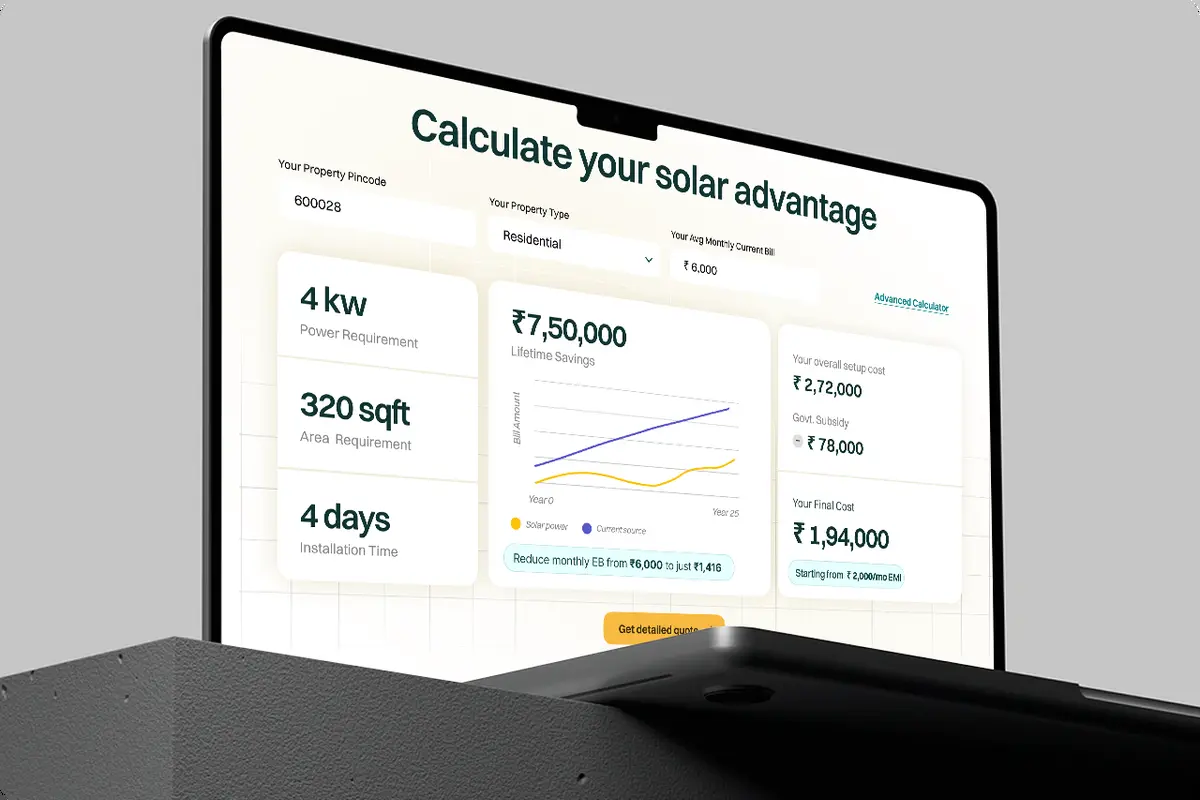 Calculate your solar advantage
Your Property Pincode
600028
Your Property Type
Residential
Your Avg Monthly Current Bill
₹ 6,000
Advanced Calculator
4 kw
Power Requirement
320 sqft
Area Requirement
4 days
Installation Time
₹7,50,000
Lifetime Savings
Bill Amount
Year 0
Year 25
Solar power
Current source
Reduce monthly EB from ₹6,000 to just ₹1,416
Your overall setup cost
₹ 2,72,000
Govt. Subsidy
- ₹ 78,000
Your Final Cost
₹ 1,94,000
Starting from ₹ 2,000/mo EMI
Get detailed quote